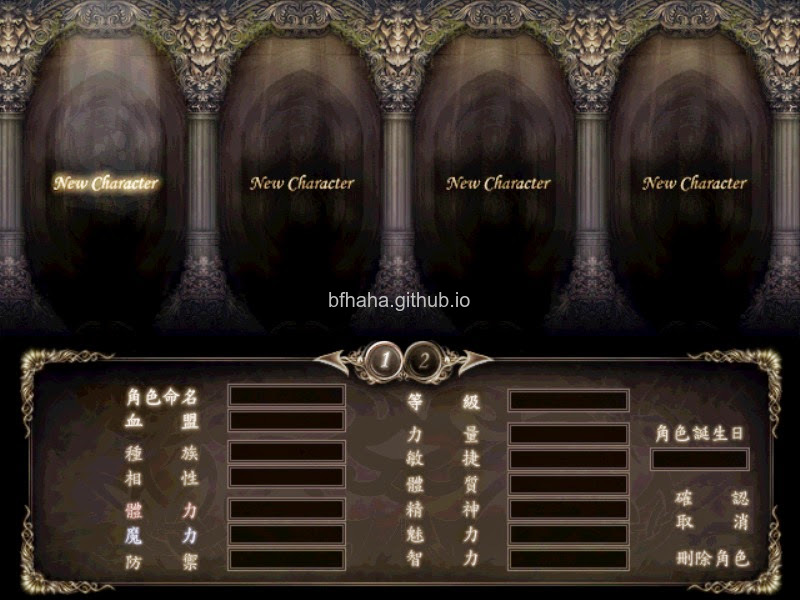 New Character
New Character
New Character
New Character
bfhaha.github.io
1 2
角色命名
血盟
種族
相性
體力
魔力
防禦
等級
力量
敏捷
體質
精神
魅力
智力
角色誕生日
確認
取消
刪除角色